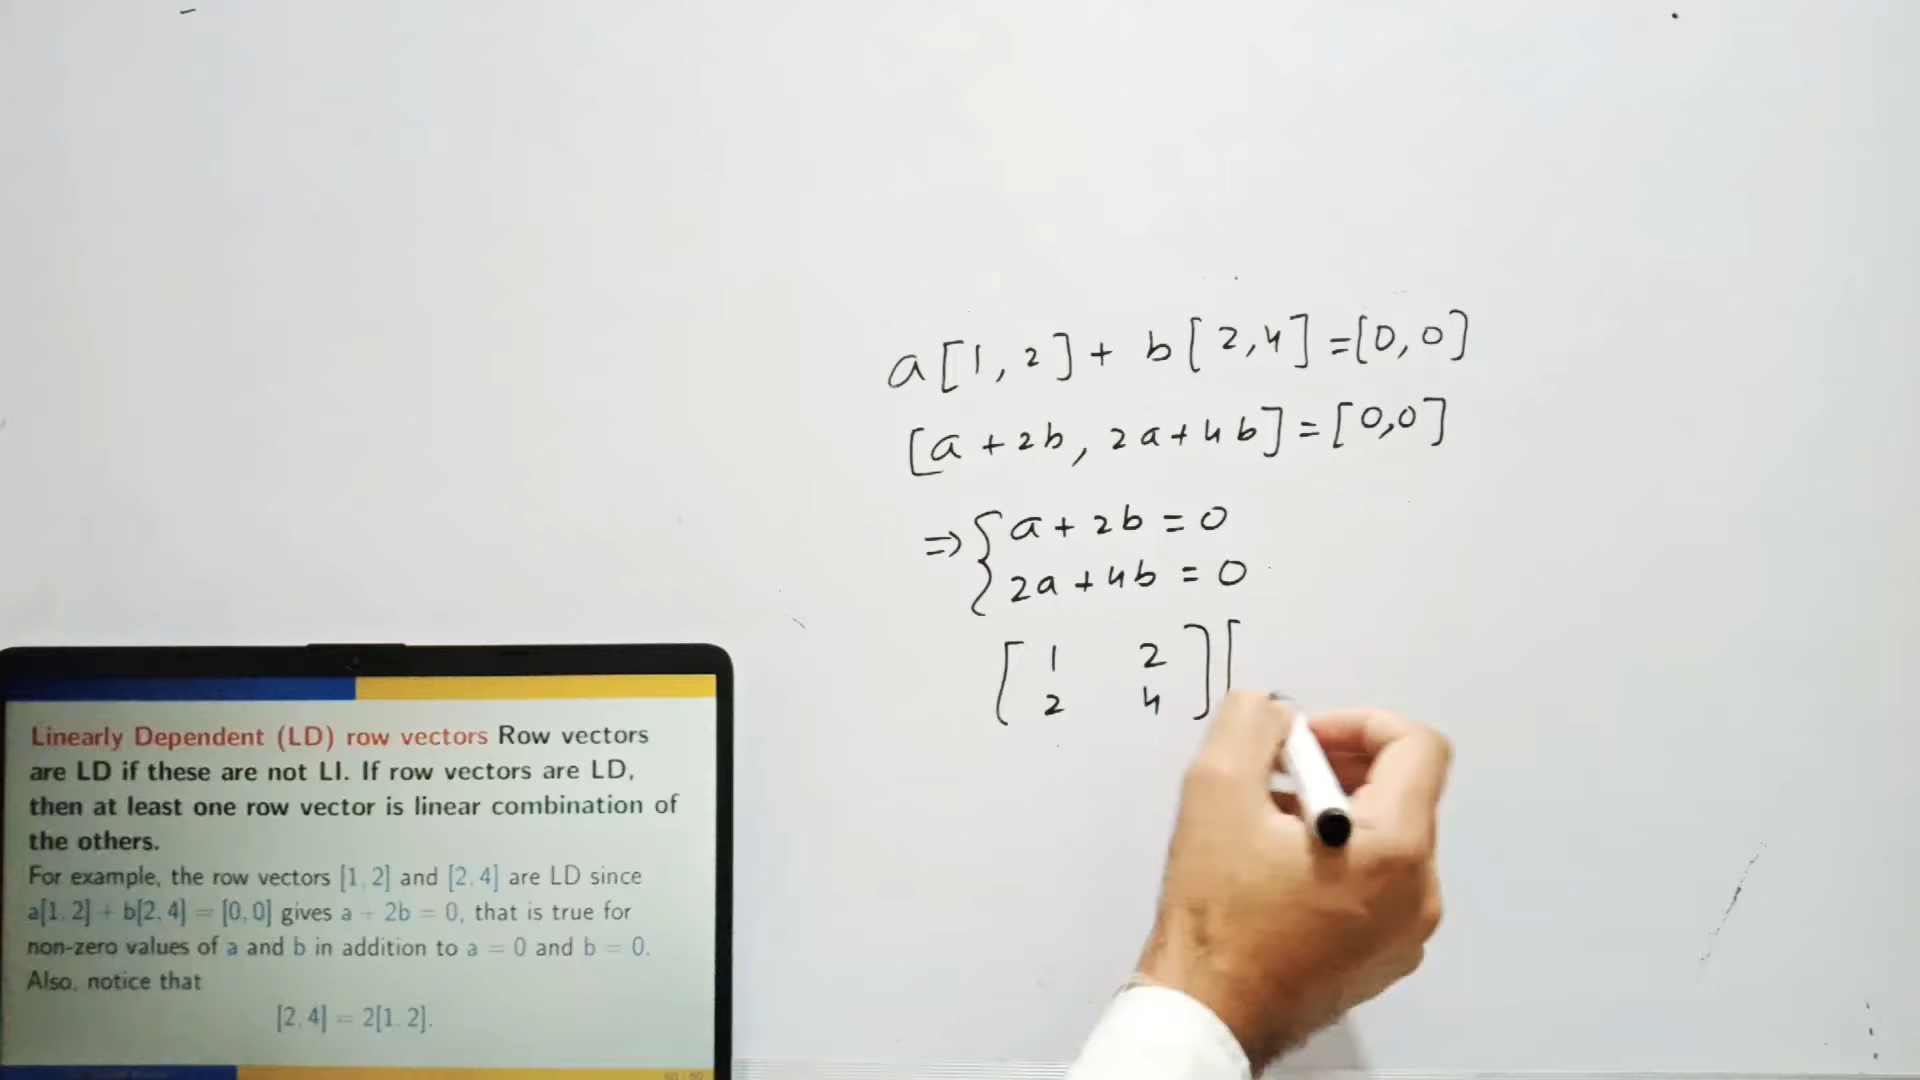 a[1, 2] + b[2, 4] = [0, 0]
[a + 2b, 2a + 4b] = [0, 0]
⇒ { a + 2b = 0
2a + 4b = 0
[ 1 2 ] [
2 4
Linearly Dependent (LD) row vectors Row vectors
are LD if these are not LI. If row vectors are LD,
then at least one row vector is linear combination of
the others.
For example, the row vectors [1, 2] and [2, 4] are LD since
a[1, 2] + b[2, 4] = [0, 0] gives a + 2b = 0, that is true for
non-zero values of a and b in addition to a = 0 and b = 0.
Also, notice that
[2, 4] = 2[1, 2].